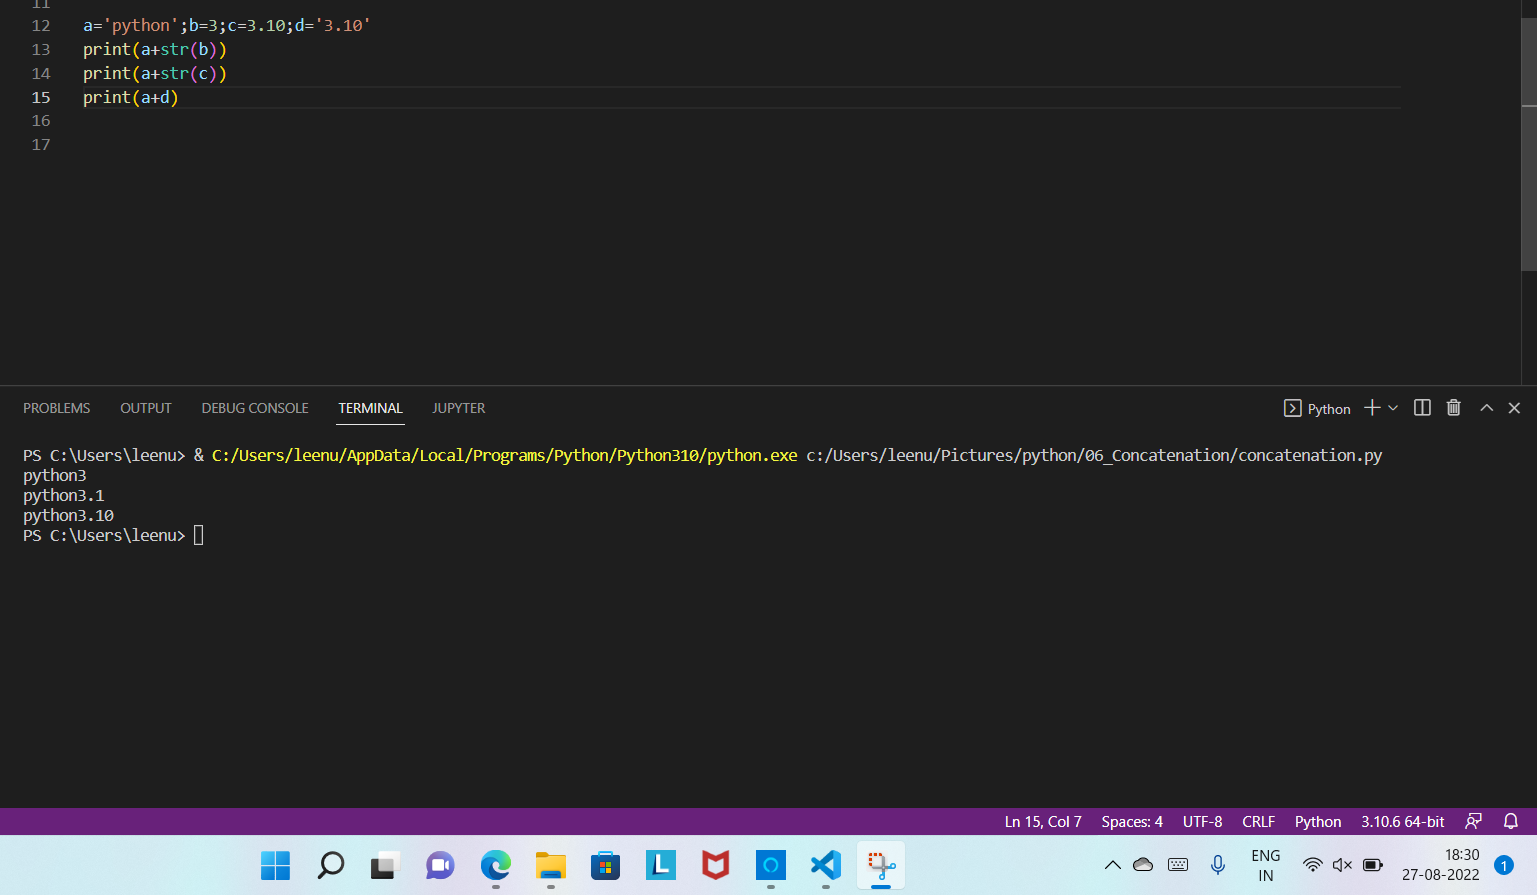 11
12 a='python';b=3;c=3.10;d='3.10'
13 print(a+str(b))
14 print(a+str(c))
15 print(a+d)
16
17
PROBLEMS OUTPUT DEBUG CONSOLE TERMINAL JUPYTER Python
PS C:\Users\leenu> & C:/Users/leenu/AppData/Local/Programs/Python/Python310/python.exe c:/Users/leenu/Pictures/python/06_Concatenation/concatenation.py
python3
python3.1
python3.10
PS C:\Users\leenu>
Ln 15, Col 7 Spaces: 4 UTF-8 CRLF Python 3.10.6 64-bit
L
ENG 18:30
IN 27-08-2022 1